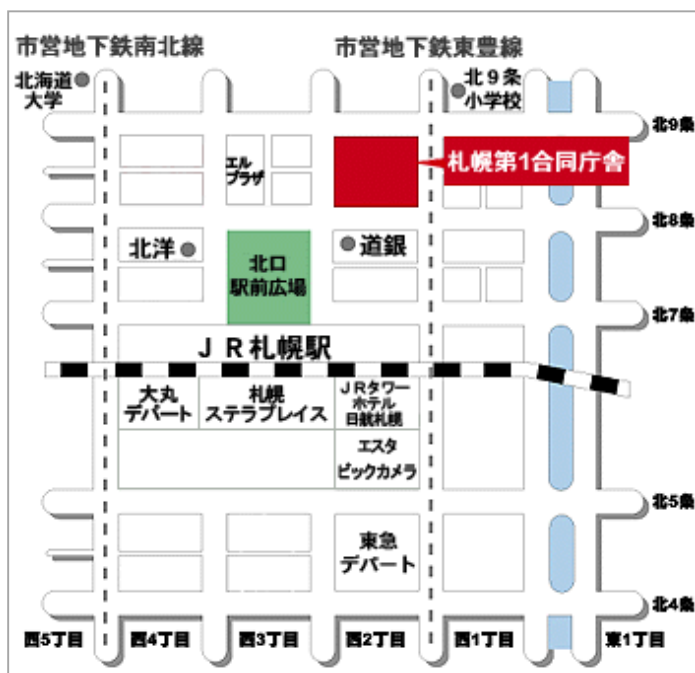 市営地下鉄南北線
市営地下鉄東豊線
北海道
大学
北9条
小学校
北9条
エル
プラザ
札幌第1合同庁舎
北8条
北洋
道銀
北口
駅前広場
北7条
JR札幌駅
大丸
デパート
札幌
ステラプレイス
JRタワー
ホテル
日航札幌
エスタ
ビックカメラ
北5条
東急
デパート
北4条
西5丁目
西4丁目
西3丁目
西2丁目
西1丁目
東1丁目